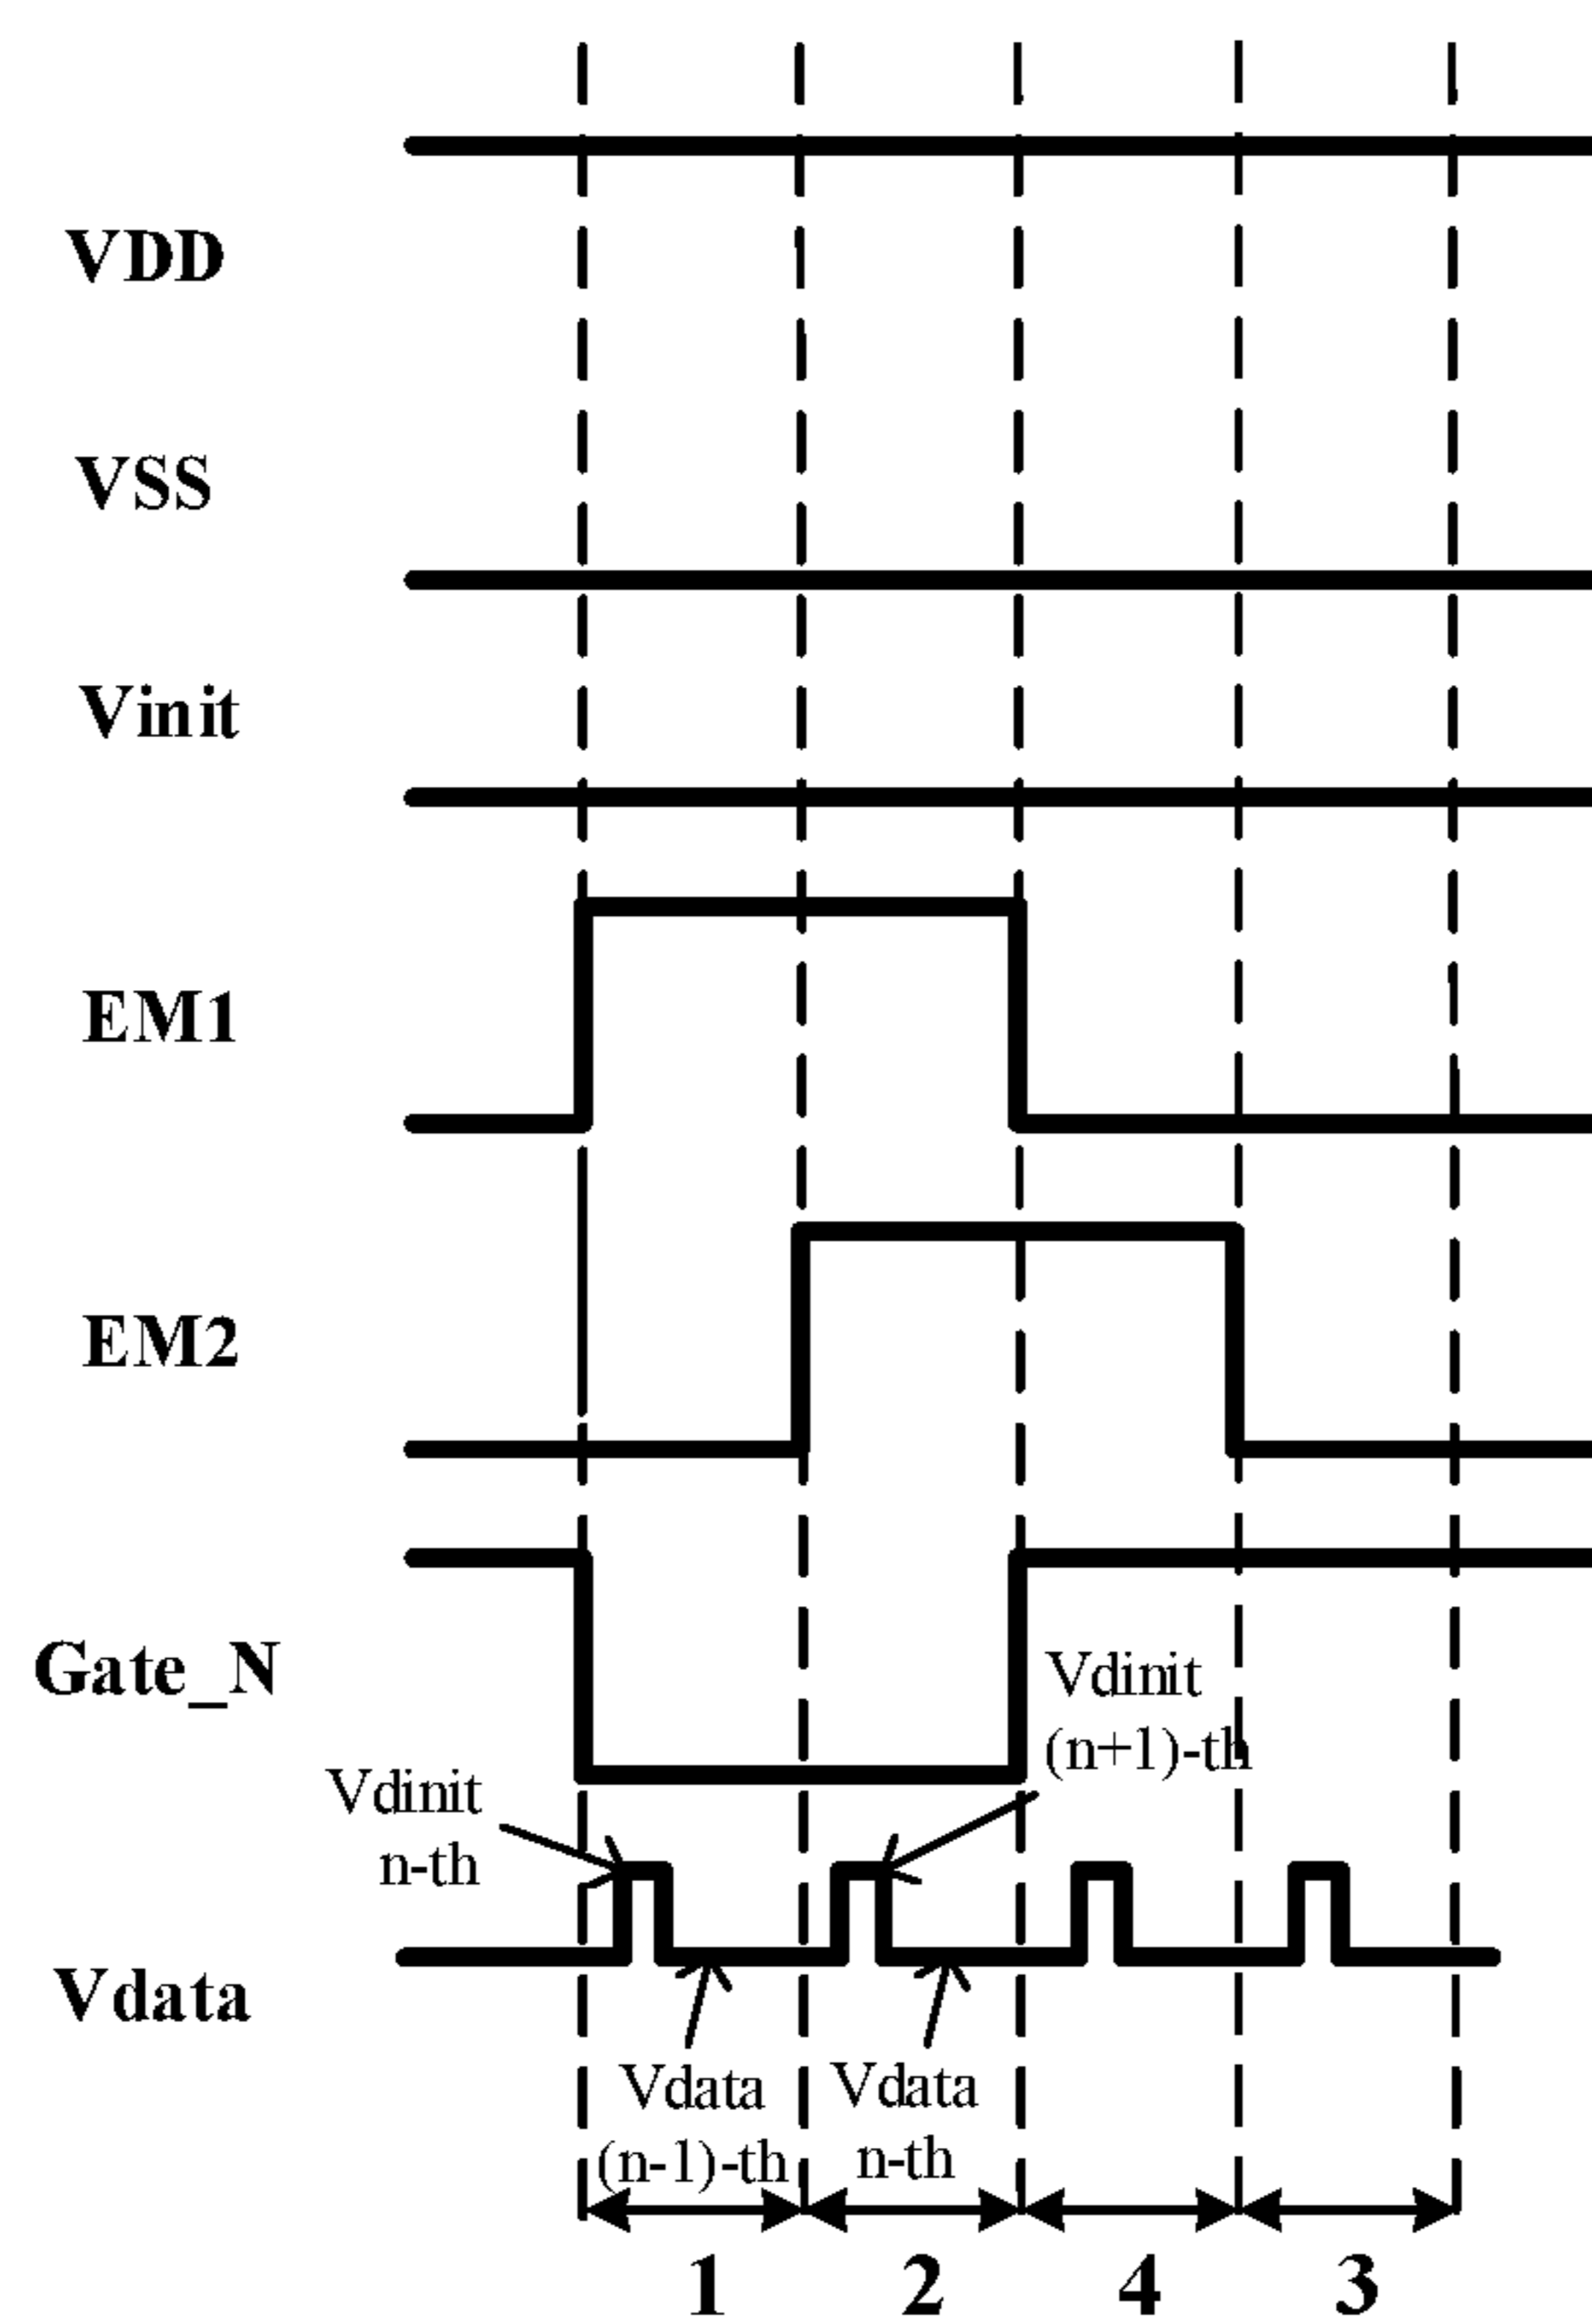 VDD
VSS
Vinit
EM1
EM2
Gate_N
Vdinit
(n+1)-th
Vdinit
n-th
Vdata
Vdata
(n-1)-th
Vdata
n-th
1
2
4
3